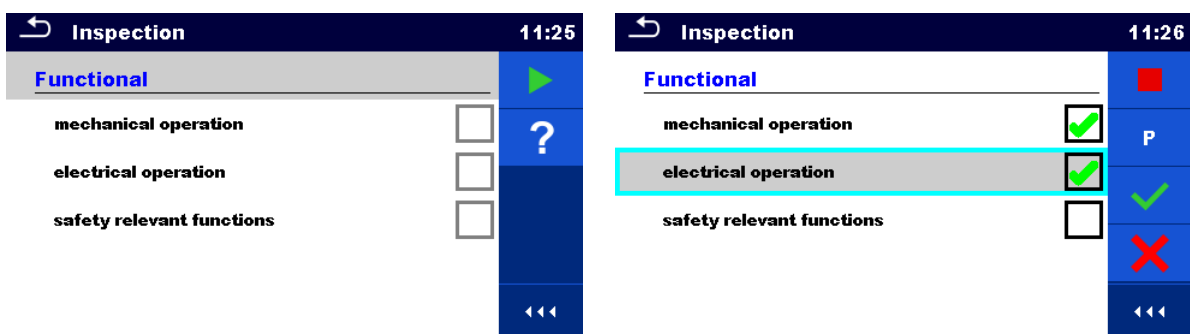 Inspection 11:25
Functional
mechanical operation
?
electrical operation
safety relevant functions
Inspection 11:26
Functional
mechanical operation
P
electrical operation
safety relevant functions